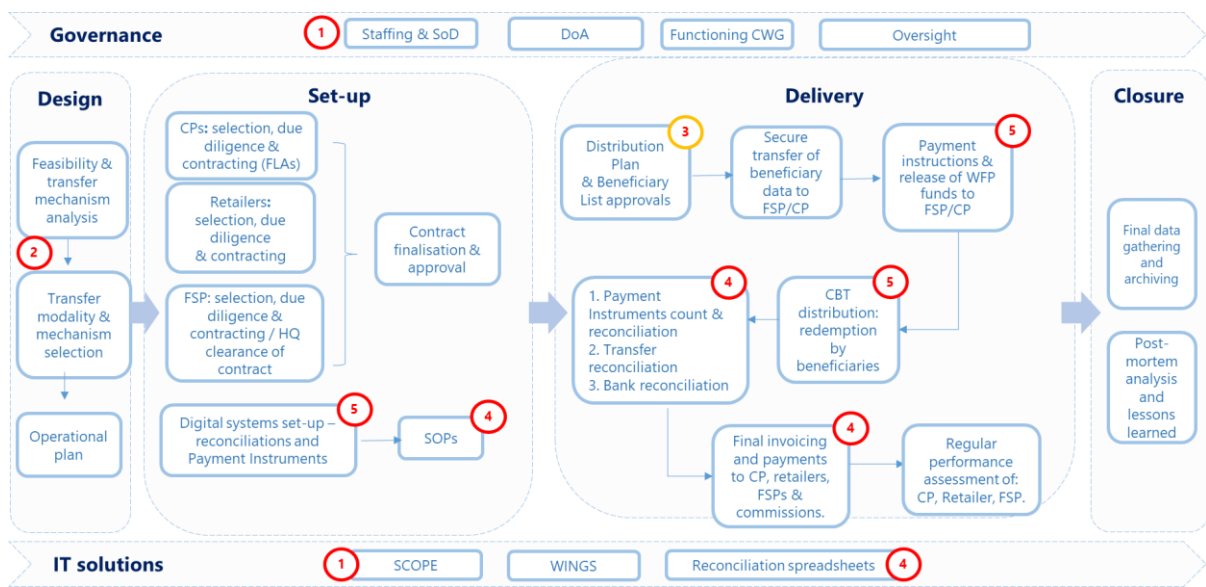 Governance
1
Staffing & SoD
DoA
Functioning CWG
Oversight
Design
Feasibility &
transfer
mechanism
analysis
2
Transfer
modality &
mechanism
selection
Operational
plan
Set-up
CPs: selection, due
diligence &
contracting (FLAs)
Retailers:
selection, due
diligence
& contracting
FSP: selection, due
diligence &
contracting / HQ
clearance of
contract
Contract
finalisation &
approval
5
Digital systems set-up –
reconciliations and
Payment Instruments
4
SOPs
Delivery
3
Distribution
Plan
& Beneficiary
List approvals
Secure
transfer of
beneficiary
data to
FSP/CP
5
Payment
instructions &
release of WFP
funds to
FSP/CP
4
1. Payment
Instruments count &
reconciliation
2. Transfer
reconciliation
3. Bank reconciliation
5
CBT
distribution:
redemption
by
beneficiaries
4
Final invoicing
and payments
to CP, retailers,
FSPs &
commissions.
Regular
performance
assessment of:
CP, Retailer, FSP.
Closure
Final data
gathering
and
archiving
Post-
mortem
analysis
and
lessons
learned
IT solutions
1
SCOPE
WINGS
Reconciliation spreadsheets
4